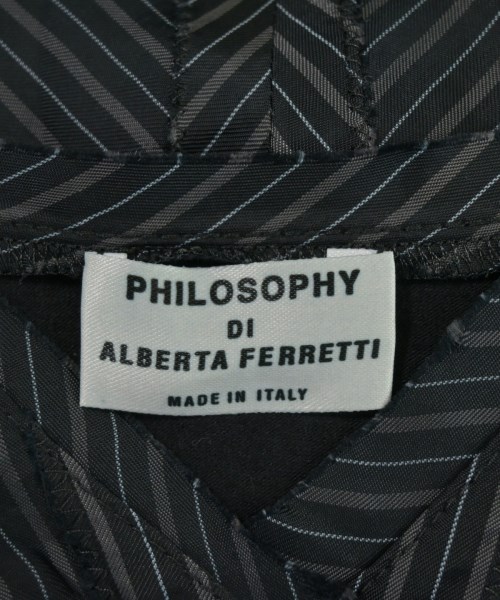 PHILOSOPHY
DI
ALBERTA FERRETTI
MADE IN ITALY